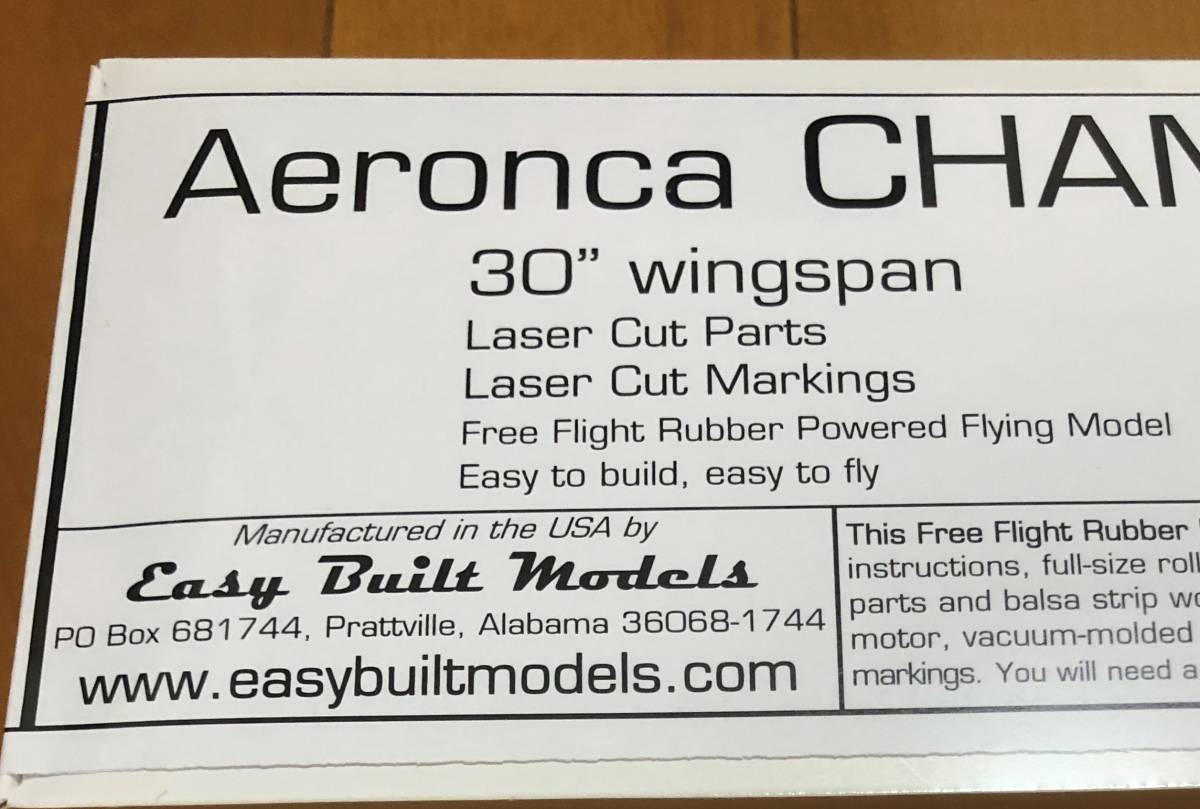 Aeronca CHAM
30” wingspan
Laser Cut Parts
Laser Cut Markings
Free Flight Rubber Powered Flying Model
Easy to build, easy to fly
Manufactured in the USA by
Easy Built Models
PO Box 681744, Prattville, Alabama 36068-1744
www.easybuiltmodels.com
This Free Flight Rubber
instructions, full-size roll
parts and balsa strip wo
motor, vacuum-molded
markings. You will need a